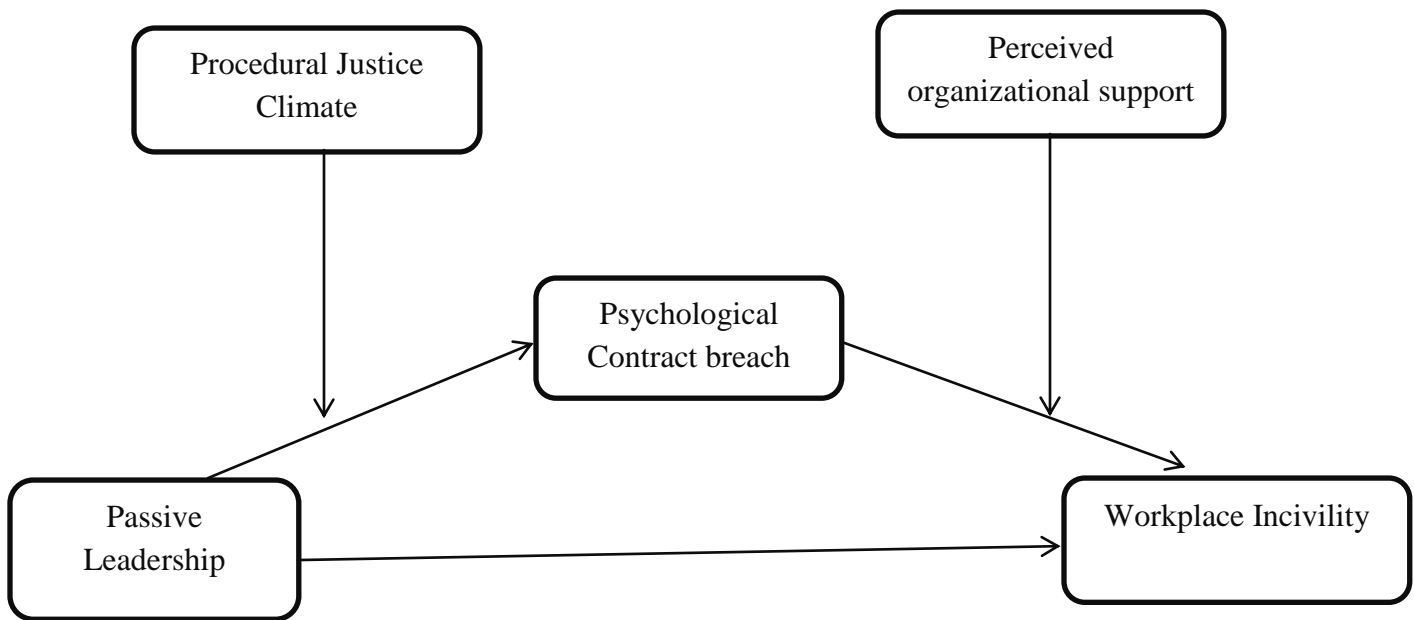 Procedural Justice
Climate
Perceived
organizational support
Psychological
Contract breach
Passive
Leadership
Workplace Incivility